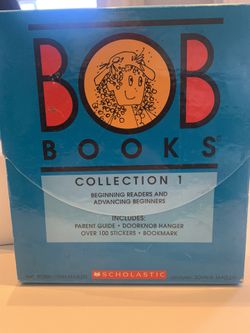 BOB
BOOKS
COLLECTION 1
BEGINNING READERS AND
ADVANCING BEGINNERS
INCLUDES:
PARENT GUIDE • DOORKNOB HANGER
OVER 100 STICKERS • BOOKMARK
SCHOLASTIC